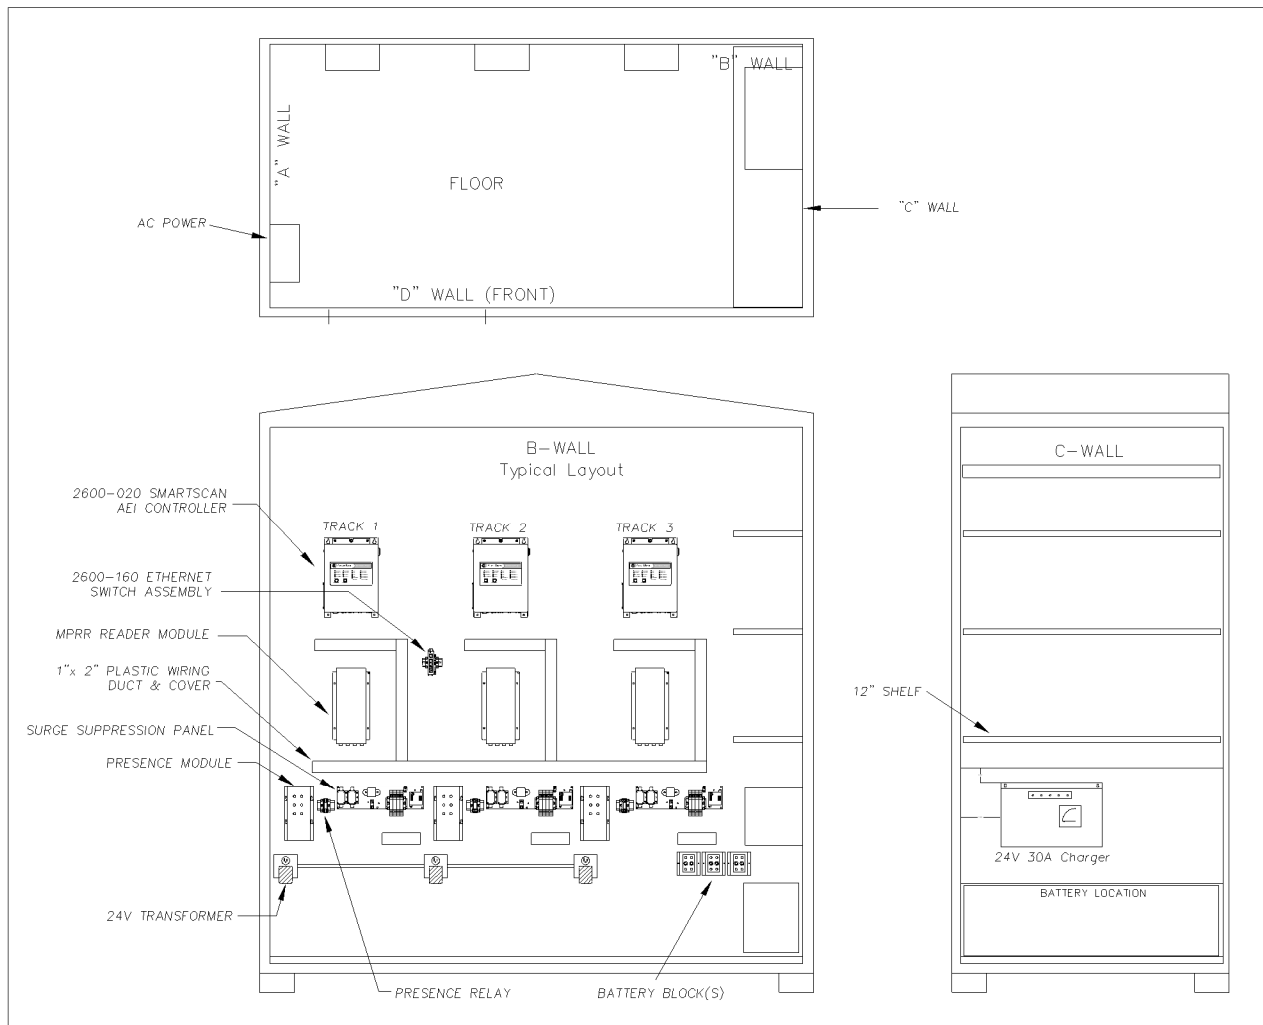 "B" WALL
"A" WALL
FLOOR
"C" WALL
AC POWER
"D" WALL (FRONT)
B-WALL
Typical Layout
C-WALL
2600-020 SMARTSCAN
AEI CONTROLLER
TRACK 1
TRACK 2
TRACK 3
2600-160 ETHERNET
SWITCH ASSEMBLY
MPRR READER MODULE
1"x 2" PLASTIC WIRING
DUCT & COVER
12" SHELF
SURGE SUPPRESSION PANEL
PRESENCE MODULE
24V 30A Charger
BATTERY LOCATION
24V TRANSFORMER
PRESENCE RELAY
BATTERY BLOCK(S)